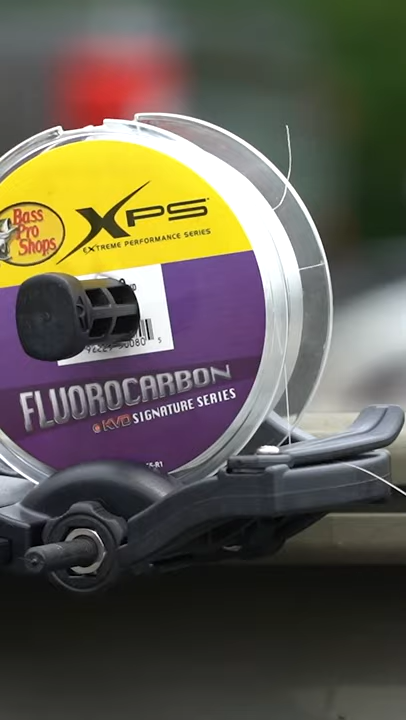 Bass
Pro
Shops
XPS
EXTREME PERFORMANCE SERIES
FLUOROCARBON
KVD SIGNATURE SERIES